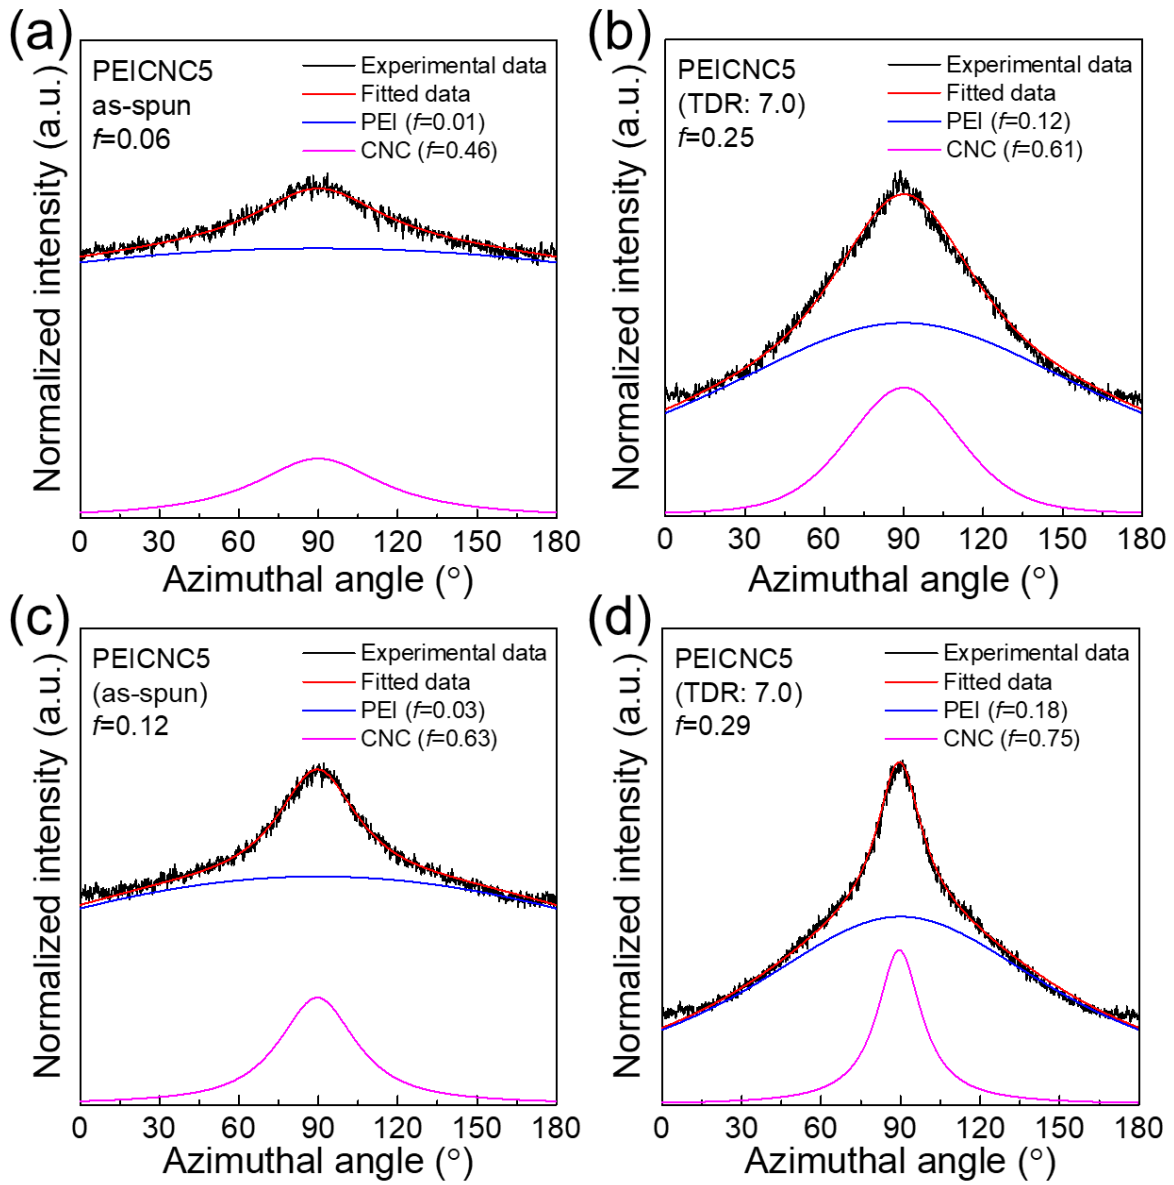 (a)
PEICNC5
as-spun
f=0.06
Experimental data
Fitted data
PEI (f=0.01)
CNC (f=0.46)
Normalized intensity (a.u.)
0 30 60 90 120 150 180
Azimuthal angle (°)
(b)
PEICNC5
(TDR: 7.0)
f=0.25
Experimental data
Fitted data
PEI (f=0.12)
CNC (f=0.61)
Normalized intensity (a.u.)
0 30 60 90 120 150 180
Azimuthal angle (°)
(c)
PEICNC5
(as-spun)
f=0.12
Experimental data
Fitted data
PEI (f=0.03)
CNC (f=0.63)
Normalized intensity (a.u.)
0 30 60 90 120 150 180
Azimuthal angle (°)
(d)
PEICNC5
(TDR: 7.0)
f=0.29
Experimental data
Fitted data
PEI (f=0.18)
CNC (f=0.75)
Normalized intensity (a.u.)
0 30 60 90 120 150 180
Azimuthal angle (°)